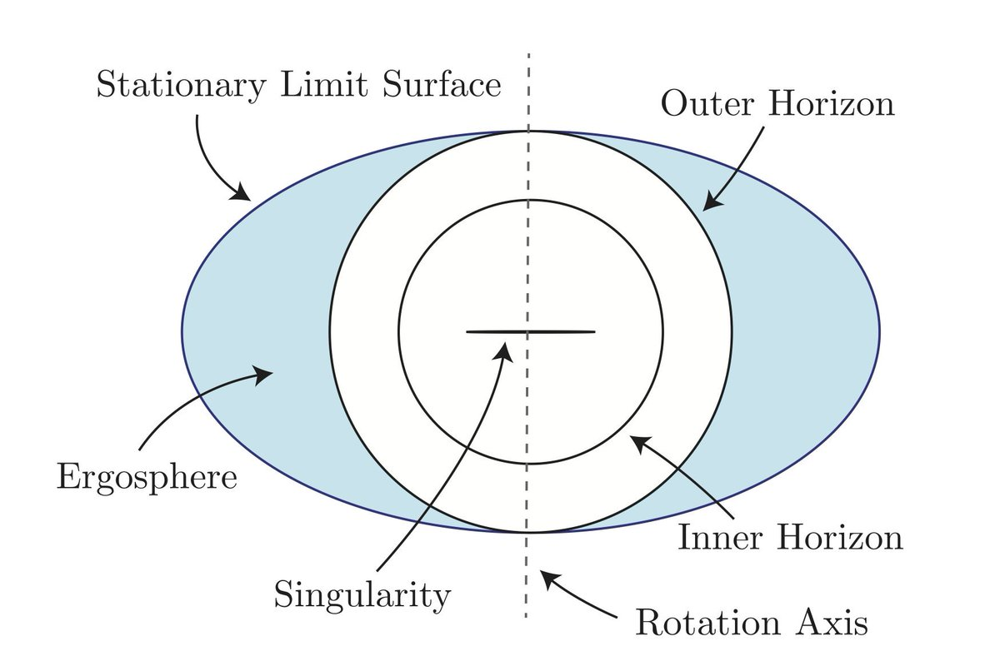 Stationary Limit Surface
Outer Horizon
Ergosphere
Inner Horizon
Singularity
Rotation Axis